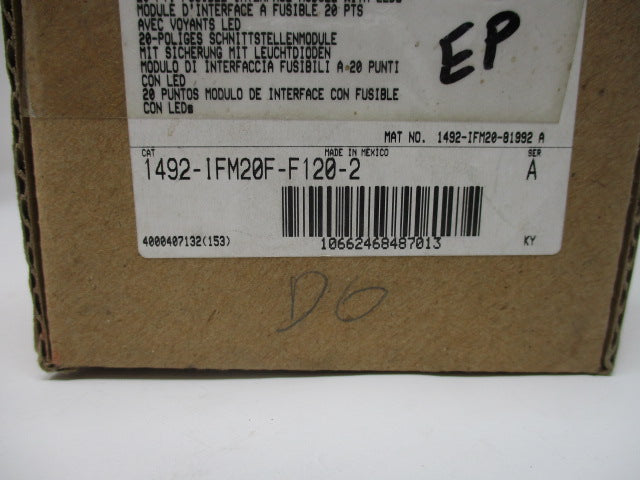 MODULE D'INTERFACE A FUSIBLE 20 PTS
AVEC VOYANTS LED
20-POLIGES SCHNITTSTELLENMODULE
MIT SICHERUNG MIT LEUCHTDIODEN
MODULO DI INTERFACCIA FUSIBILI A 20 PUNTI
CON LED
20 PUNTOS MODULO DE INTERFACE CON FUSIBLE
CON LEDs
EP
MAT NO. 1492-IFM20-81992 A
CAT MADE IN MEXICO SER
1492-IFM20F-F120-2 A
4000407132(153) 10662468487013 KY
DO